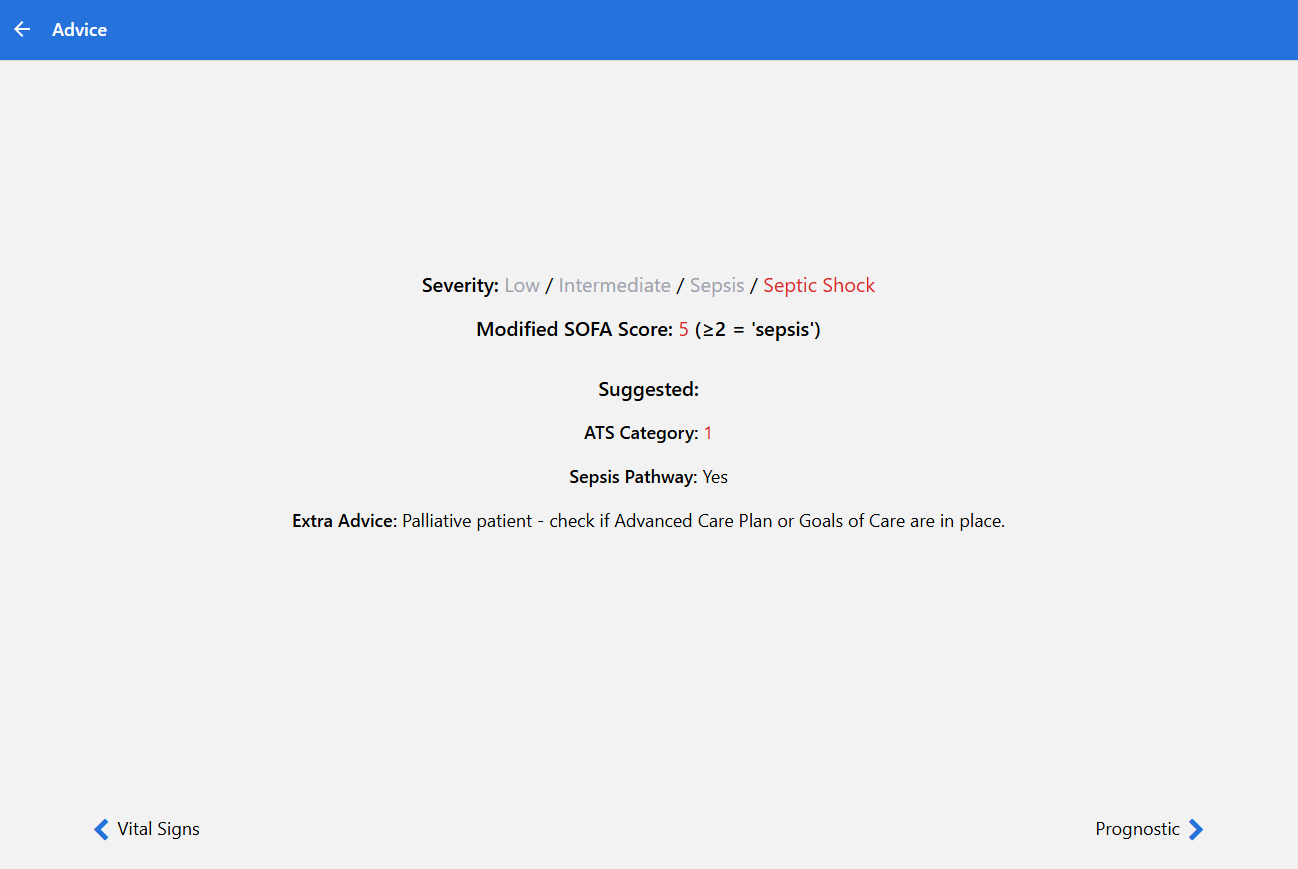 Advice
Severity: Low / Intermediate / Sepsis / Septic Shock
Modified SOFA Score: 5 (≥2 = 'sepsis')
Suggested:
ATS Category: 1
Sepsis Pathway: Yes
Extra Advice: Palliative patient - check if Advanced Care Plan or Goals of Care are in place.
Vital Signs
Prognostic